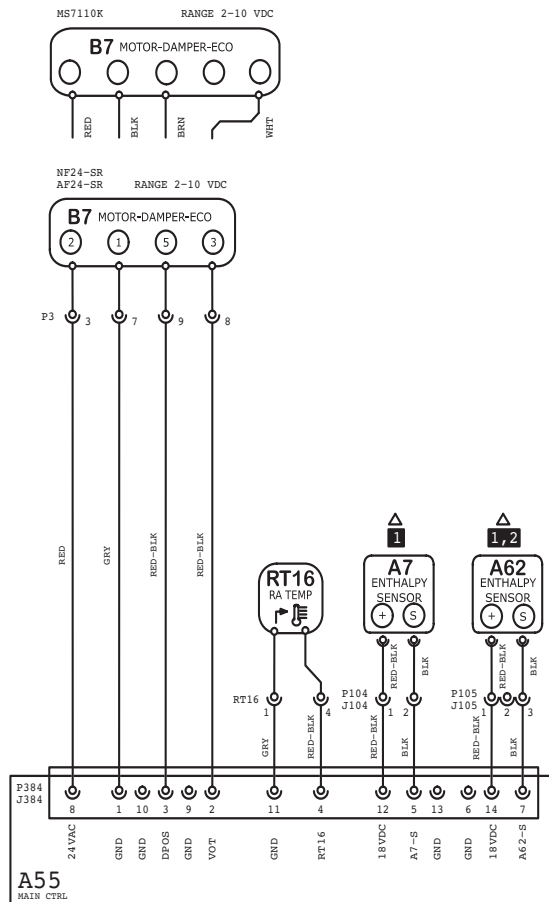 MS7110K RANGE 2-10 VDC
B7 MOTOR-DAMPER-ECO
RED BLK BRN WHT
NF24-SR
AF24-SR RANGE 2-10 VDC
B7 MOTOR-DAMPER-ECO
2 1 5 3
P3 3 7 9 8
1 1,2
RED GRY RED-BLK RED-BLK
RT16
RA TEMP
A7
ENTHALPY
SENSOR
+ S
A62
ENTHALPY
SENSOR
+ S
RED-BLK BLK RED-BLK BLK
RT16 1 4
P104
J104 1 2
P105
J105 1 2 3
GRY RED-BLK RED-BLK BLK RED-BLK BLK
P384
J384
8 1 10 3 9 2 11 4 12 5 13 6 14 7
24VAC GND GND DPOS GND VOT GND RT16 18VDC A7-S GND GND 18VDC A62-S
A55
MAIN CTRL